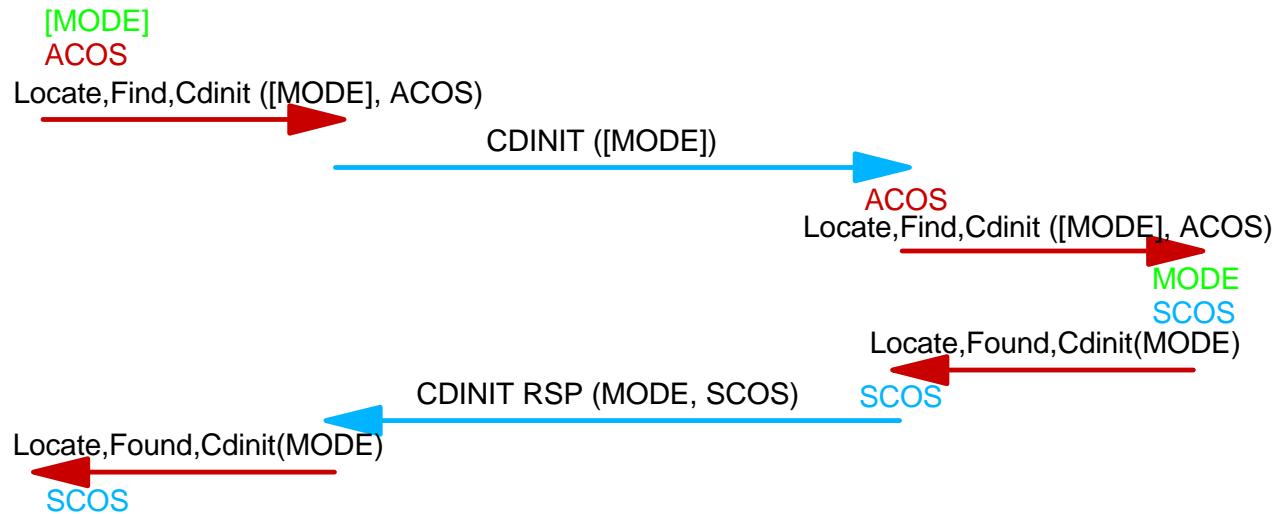 [MODE]
ACOS
Locate,Find,Cdinit ([MODE], ACOS)
CDINIT ([MODE])
ACOS
Locate,Find,Cdinit ([MODE], ACOS)
MODE
SCOS
Locate,Found,Cdinit(MODE)
CDINIT RSP (MODE, SCOS)
SCOS
Locate,Found,Cdinit(MODE)
SCOS